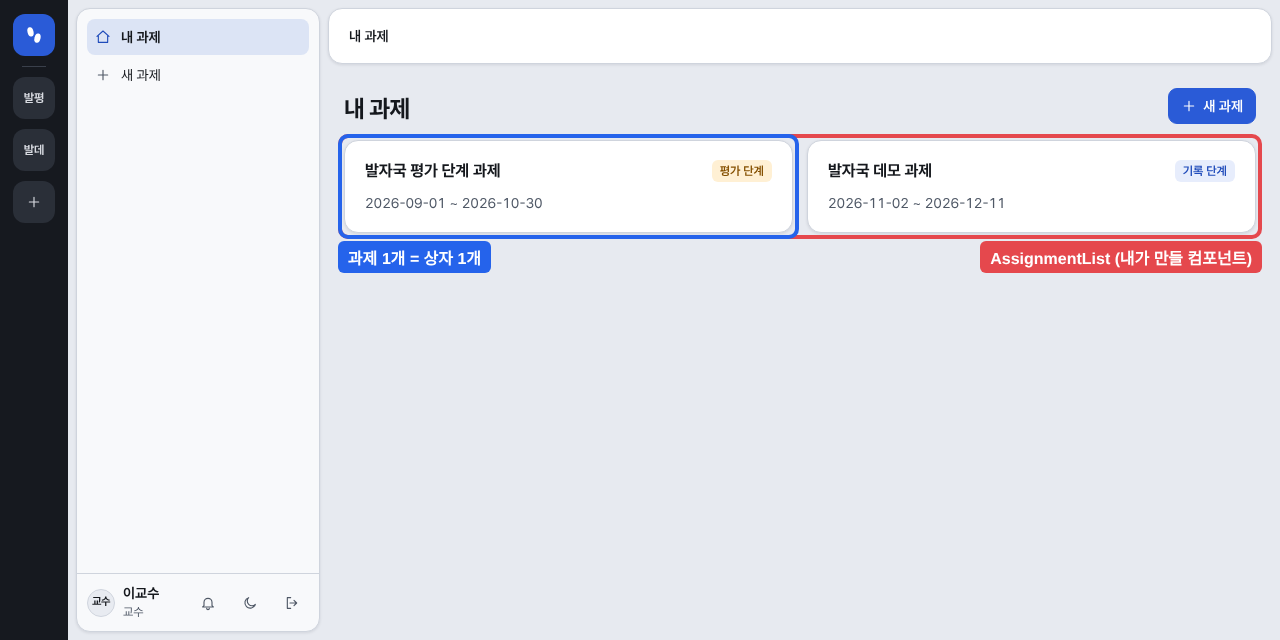 발평
발데
내 과제
새 과제
교수
이교수
교수
내 과제
내 과제
새 과제
발자국 평가 단계 과제
평가 단계
2026-09-01 ~ 2026-10-30
발자국 데모 과제
기록 단계
2026-11-02 ~ 2026-12-11
과제 1개 = 상자 1개
AssignmentList (내가 만들 컴포넌트)